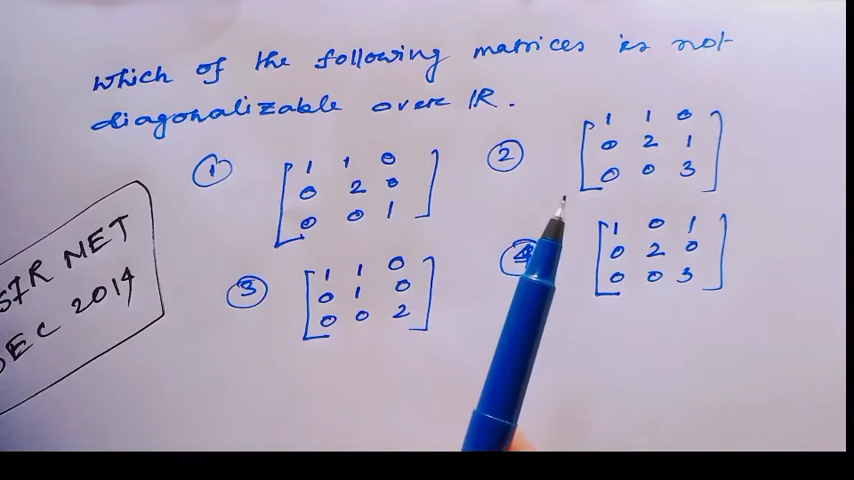 which of the following matrices is not
diagonalizable over IR.
① [1 1 0
0 2 0
0 0 1]
② [1 1 0
0 2 1
0 0 3]
③ [1 1 0
0 1 0
0 0 2]
④ [1 0 1
0 2 0
0 0 3]
NET
DEC 2014